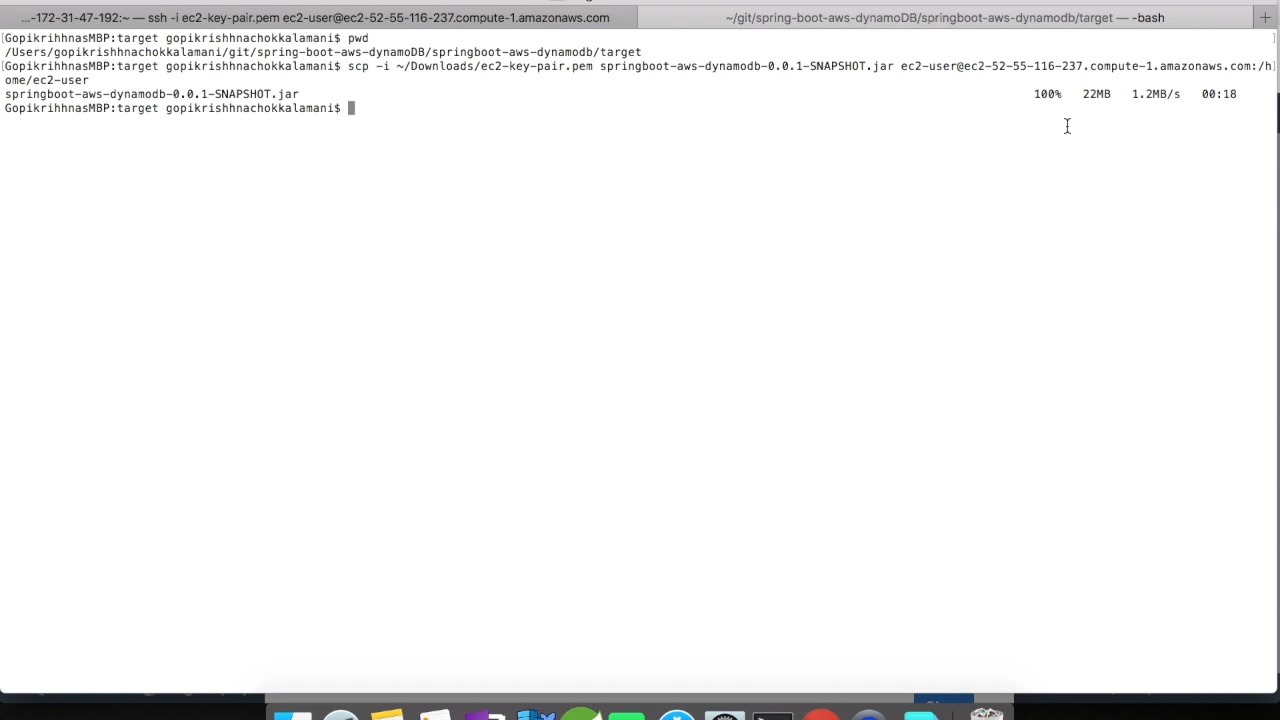 ...-172-31-47-192:~ — ssh -i ec2-key-pair.pem ec2-user@ec2-52-55-116-237.compute-1.amazonaws.com
~/git/spring-boot-aws-dynamoDB/springboot-aws-dynamodb/target — -bash
[GopikrihhnasMBP:target gopikrishhnachokkalamani$ pwd ]
/Users/gopikrishhnachokkalamani/git/spring-boot-aws-dynamoDB/springboot-aws-dynamodb/target
[GopikrihhnasMBP:target gopikrishhnachokkalamani$ scp -i ~/Downloads/ec2-key-pair.pem springboot-aws-dynamodb-0.0.1-SNAPSHOT.jar ec2-user@ec2-52-55-116-237.compute-1.amazonaws.com:/h]
ome/ec2-user
springboot-aws-dynamodb-0.0.1-SNAPSHOT.jar 100% 22MB 1.2MB/s 00:18
GopikrihhnasMBP:target gopikrishhnachokkalamani$